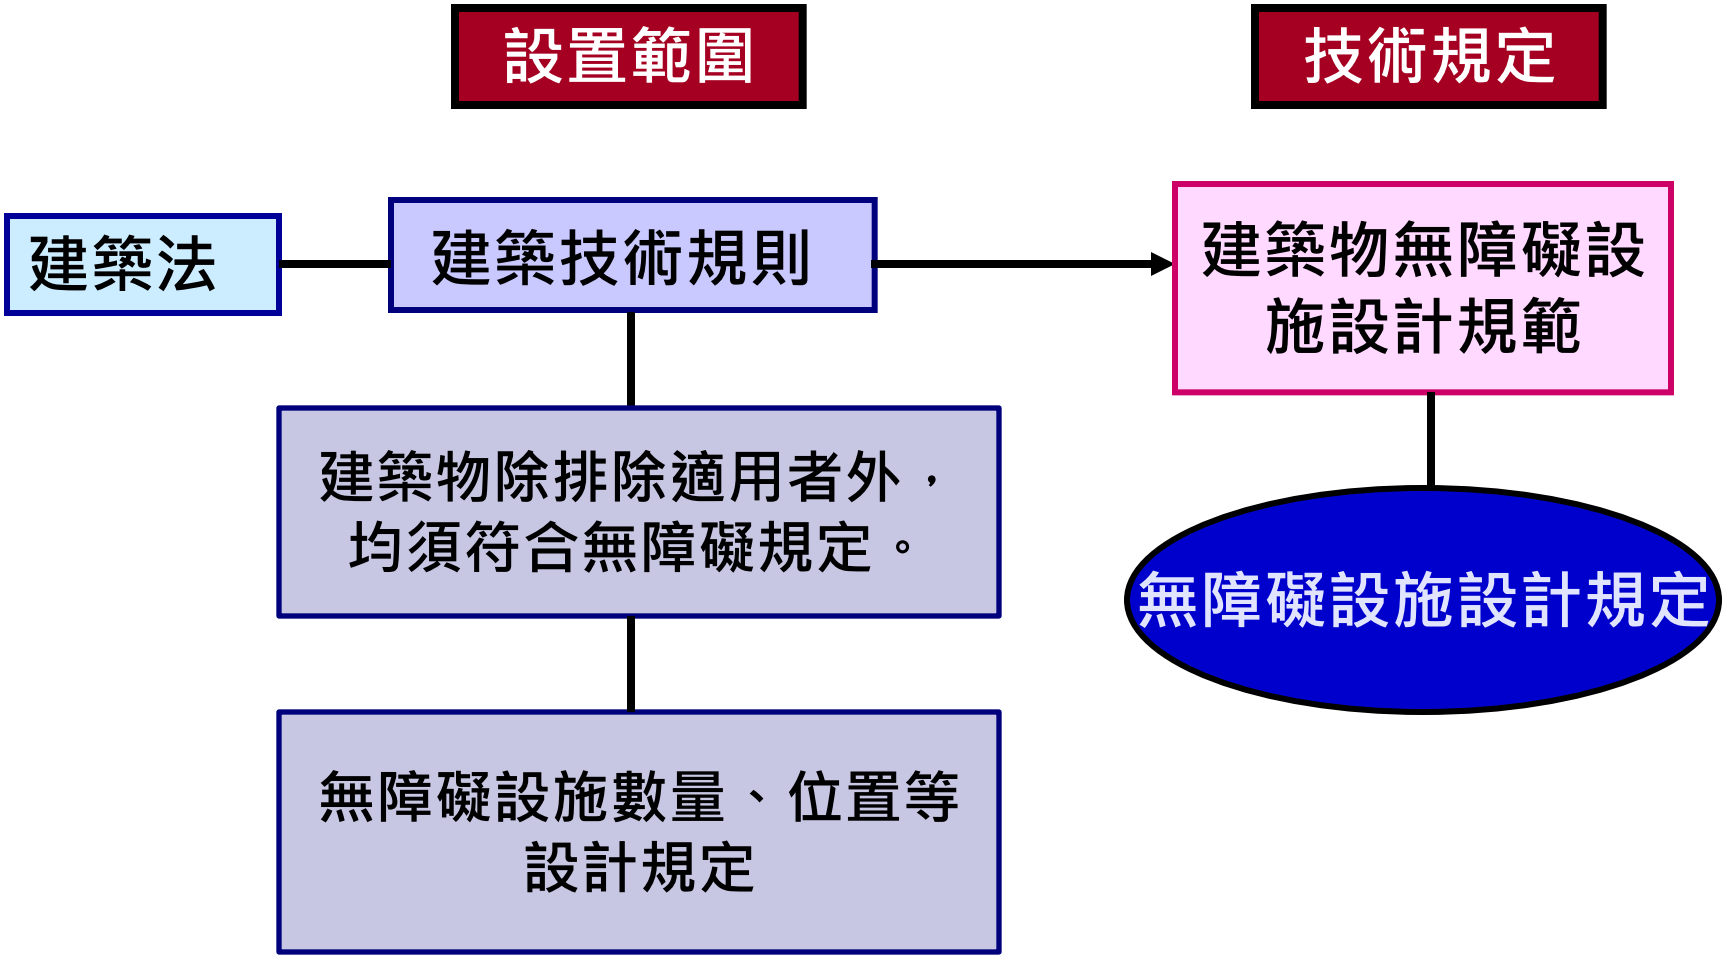 設置範圍
技術規定
建築法
建築技術規則
建築物無障礙設
施設計規範
建築物除排除適用者外，
均須符合無障礙規定。
無障礙設施設計規定
無障礙設施數量、位置等
設計規定